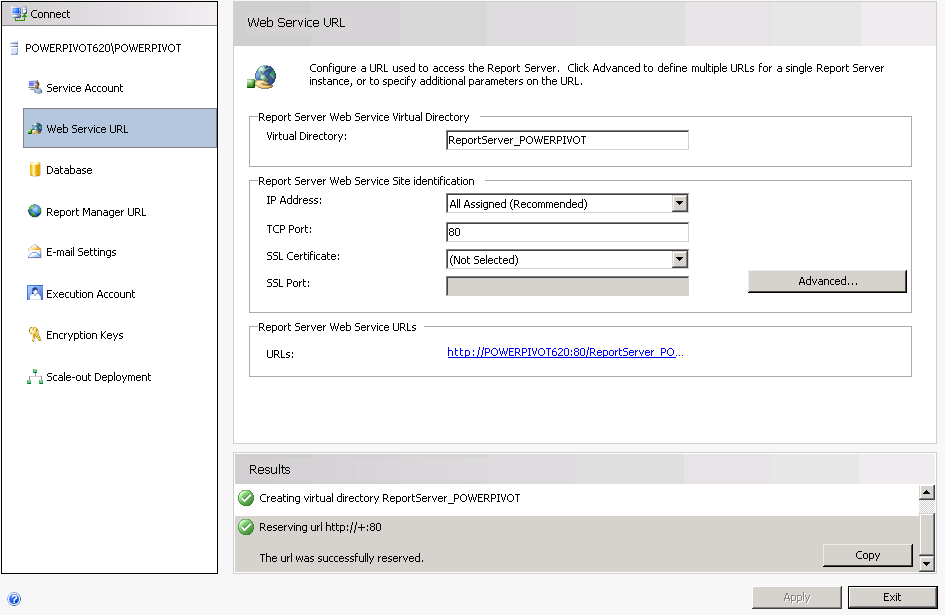 Connect
POWERPIVOT620\POWERPIVOT
Service Account
Web Service URL
Database
Report Manager URL
E-mail Settings
Execution Account
Encryption Keys
Scale-out Deployment
Web Service URL
Configure a URL used to access the Report Server.  Click Advanced to define multiple URLs for a single Report Server
instance, or to specify additional parameters on the URL.
Report Server Web Service Virtual Directory
Virtual Directory: ReportServer_POWERPIVOT
Report Server Web Service Site identification
IP Address: All Assigned (Recommended)
TCP Port: 80
SSL Certificate: (Not Selected)
SSL Port: Advanced...
Report Server Web Service URLs
URLs: http://POWERPIVOT620:80/ReportServer_PO...
Results
Creating virtual directory ReportServer_POWERPIVOT
Reserving url http://+:80
The url was successfully reserved.
Copy
Apply Exit